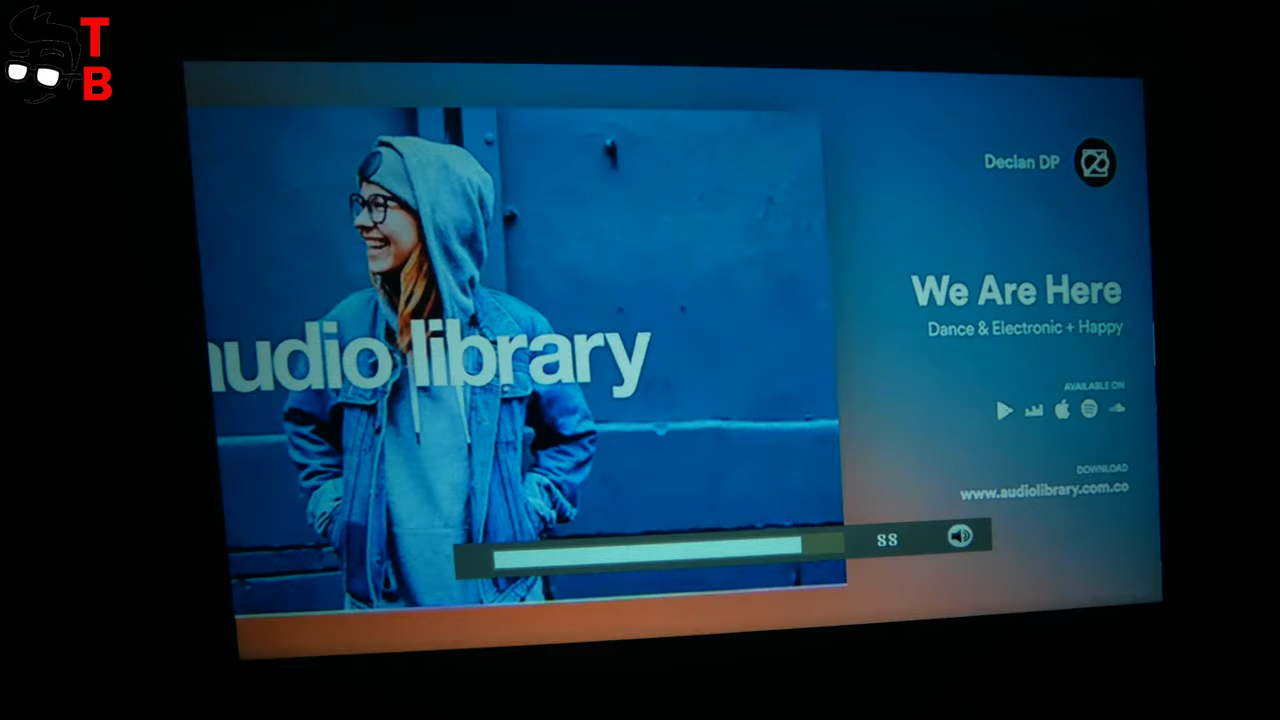 TB
Declan DP
audio library
We Are Here
Dance & Electronic + Happy
AVAILABLE ON
DOWNLOAD
www.audiolibrary.com.co
88